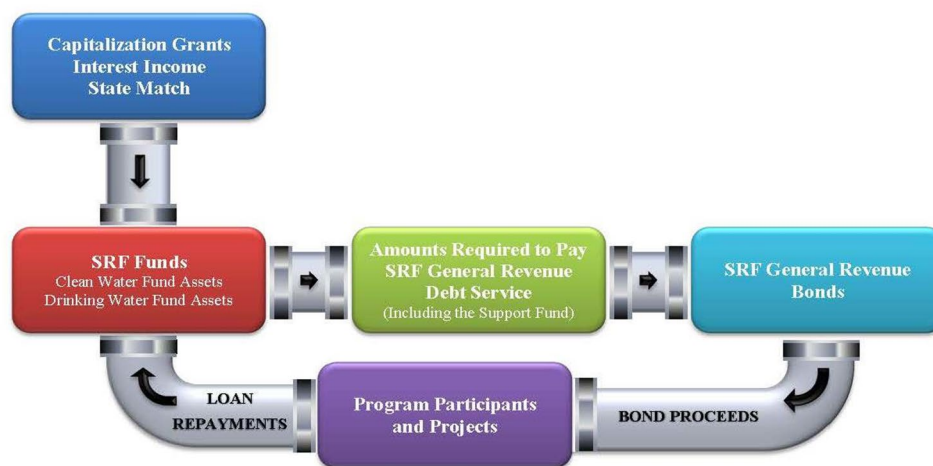 Capitalization Grants
Interest Income
State Match
SRF Funds
Clean Water Fund Assets
Drinking Water Fund Assets
Amounts Required to Pay
SRF General Revenue
Debt Service
(Including the Support Fund)
SRF General Revenue
Bonds
LOAN
REPAYMENTS
Program Participants
and Projects
BOND PROCEEDS